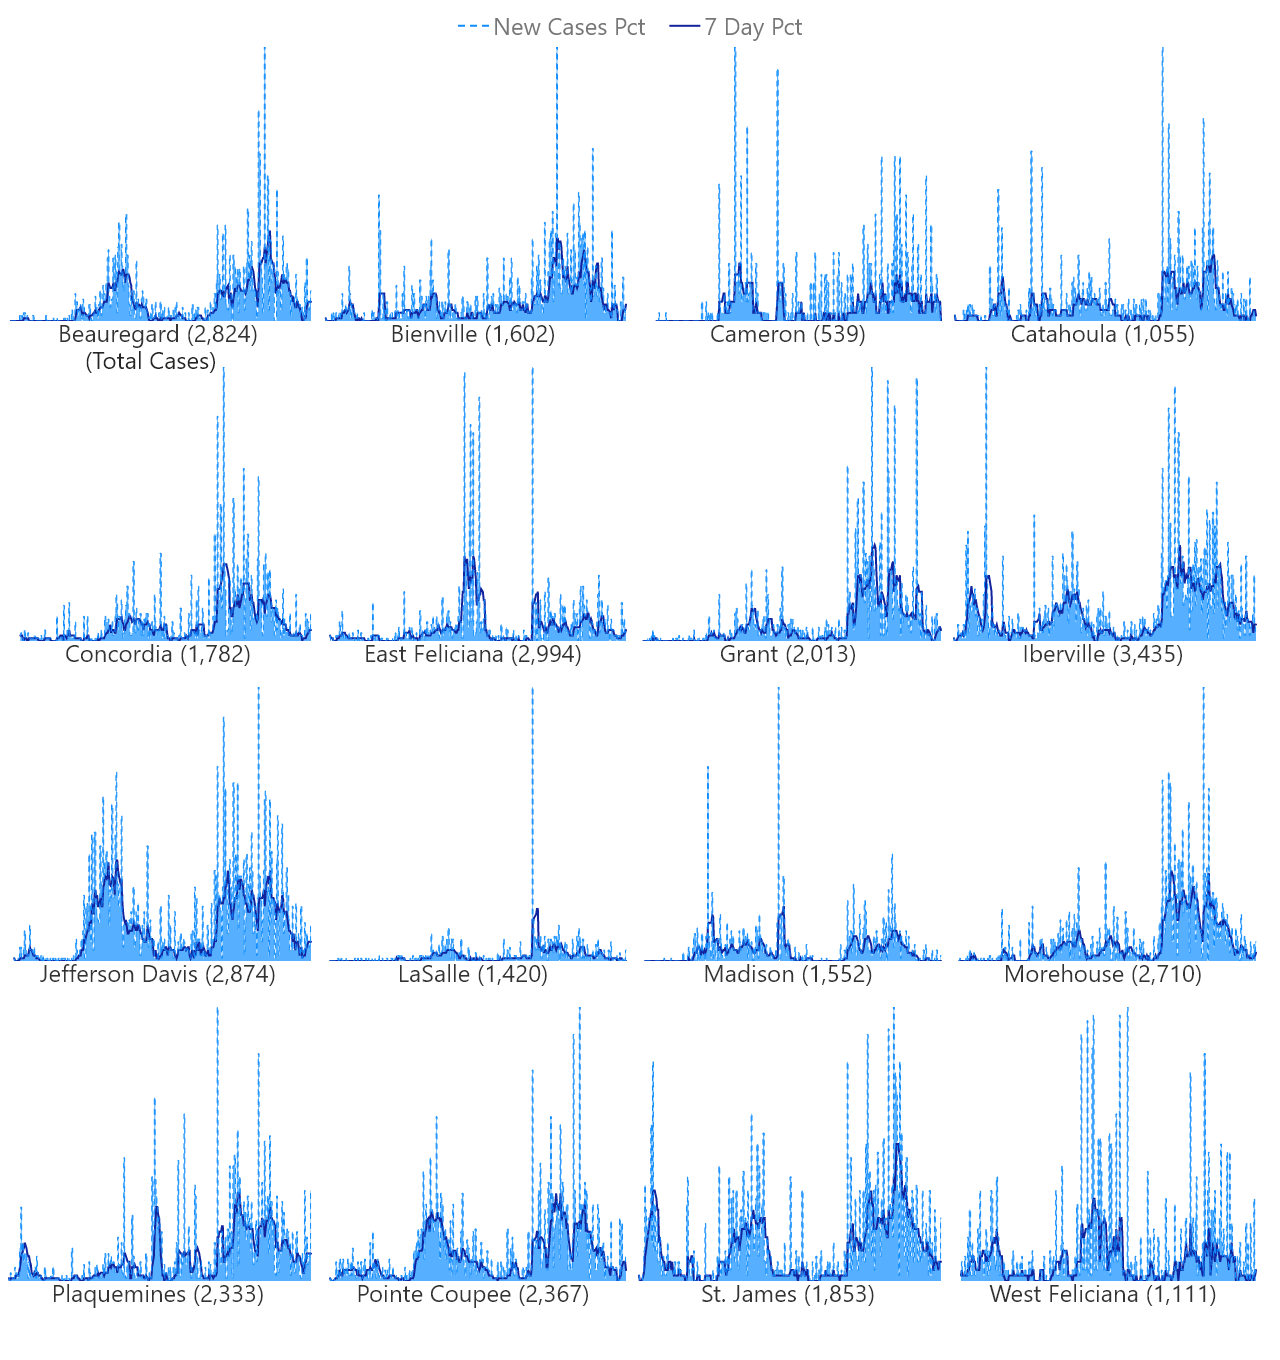 New Cases Pct 7 Day Pct
Beauregard (2,824) Bienville (1,602) Cameron (539) Catahoula (1,055)
(Total Cases)
Concordia (1,782) East Feliciana (2,994) Grant (2,013) Iberville (3,435)
Jefferson Davis (2,874) LaSalle (1,420) Madison (1,552) Morehouse (2,710)
Plaquemines (2,333) Pointe Coupee (2,367) St. James (1,853) West Feliciana (1,111)